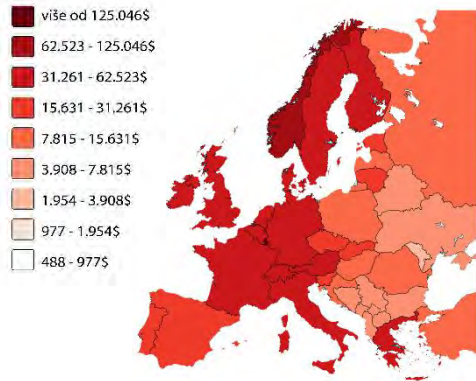 više od 125.046$
62.523 - 125.046$
31.261 - 62.523$
15.631 - 31,261$
7.815 - 15.631$
3.908 - 7.815$
1.954 - 3.908$
977 - 1.954$
488 - 977$